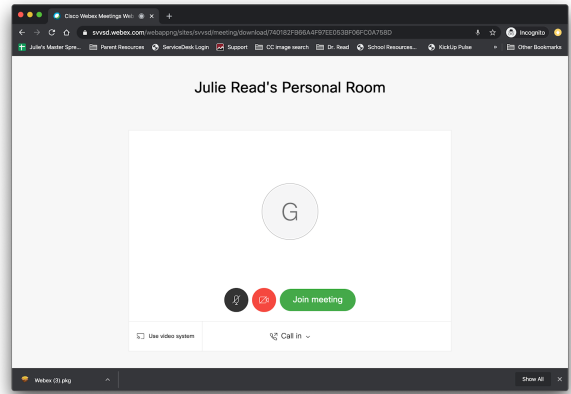 Cisco Webex Meetings Web
svvsd.webex.com/webappng/sites/svvsd/meeting/download/740182FB66A4F97EE053BF06FC0A758D
Incognito
Julie's Master Spre...
Parent Resources
ServiceDesk Login
Support
CC image search
Dr. Read
School Resources...
KickUp Pulse
»
Other Bookmarks
Julie Read's Personal Room
G
Join meeting
Use video system
Call in
Webex (3).pkg
Show All